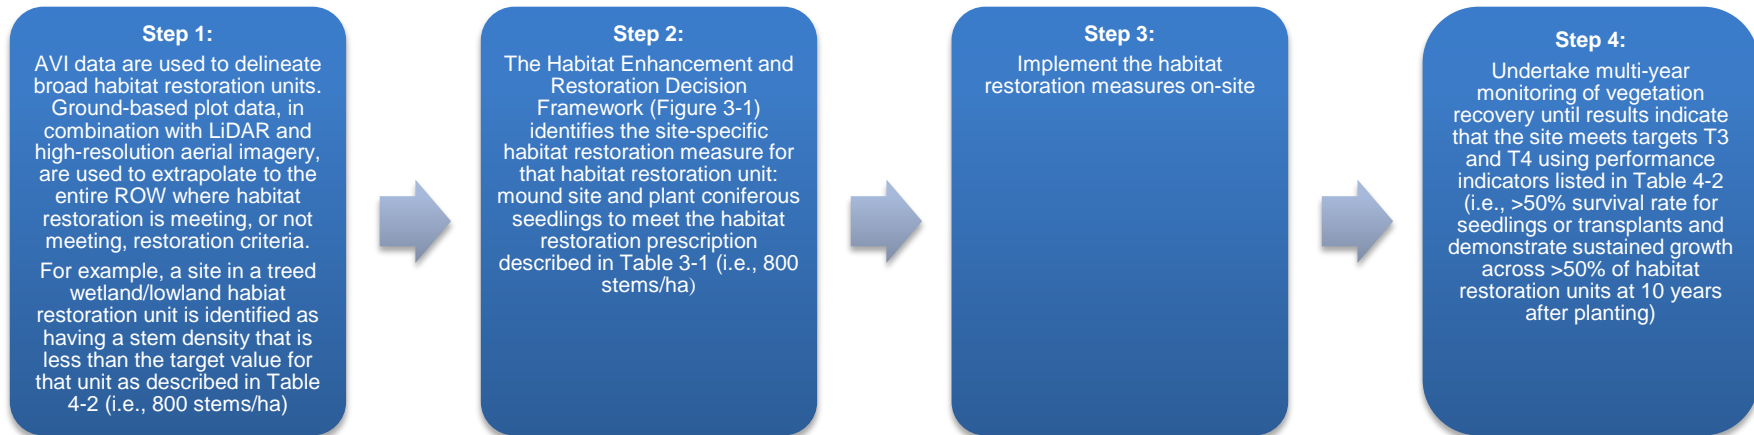 Step 1:
AVI data are used to delineate
broad habitat restoration units.
Ground-based plot data, in
combination with LiDAR and
high-resolution aerial imagery,
are used to extrapolate to the
entire ROW where habitat
restoration is meeting, or not
meeting, restoration criteria.
For example, a site in a treed
wetland/lowland habiat
restoration unit is identified as
having a stem density that is
less than the target value for
that unit as described in Table
4-2 (i.e., 800 stems/ha)
Step 2:
The Habitat Enhancement and
Restoration Decision
Framework (Figure 3-1)
identifies the site-specific
habitat restoration measure for
that habitat restoration unit:
mound site and plant coniferous
seedlings to meet the habitat
restoration prescription
described in Table 3-1 (i.e., 800
stems/ha)
Step 3:
Implement the habitat
restoration measures on-site
Step 4:
Undertake multi-year
monitoring of vegetation
recovery until results indicate
that the site meets targets T3
and T4 using performance
indicators listed in Table 4-2
(i.e., >50% survival rate for
seedlings or transplants and
demonstrate sustained growth
across >50% of habitat
restoration units at 10 years
after planting)